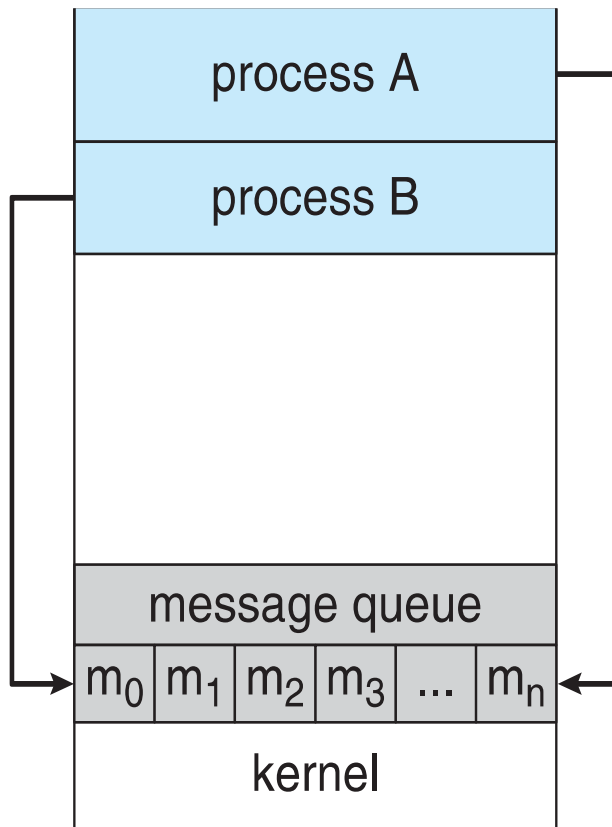 process A
process B
message queue
m₀ m₁ m₂ m₃ ... mₙ
kernel